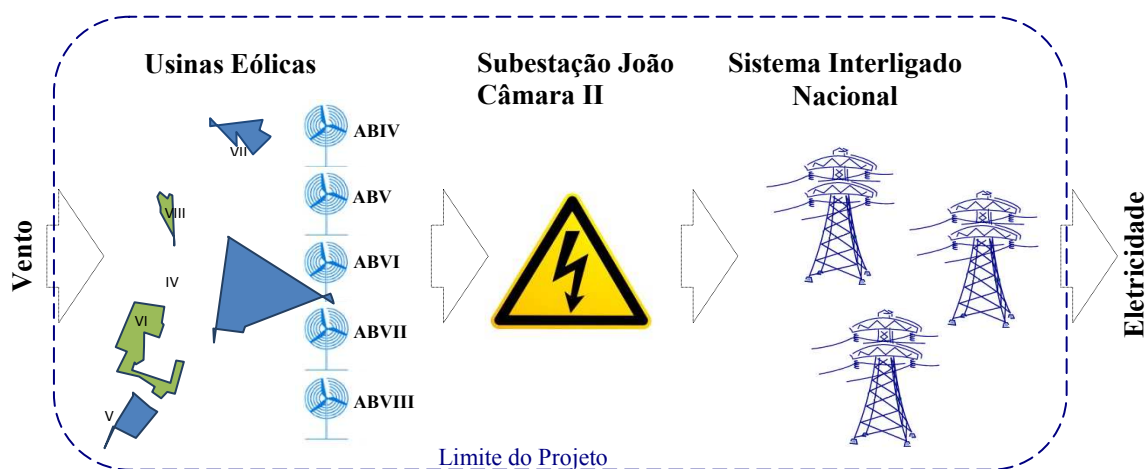 Usinas Eólicas
Subestação João
Câmara II
Sistema Interligado
Nacional
Vento
VII
VIII
IV
VI
V
ABIV
ABV
ABVI
ABVII
ABVIII
Eletricidade
Limite do Projeto